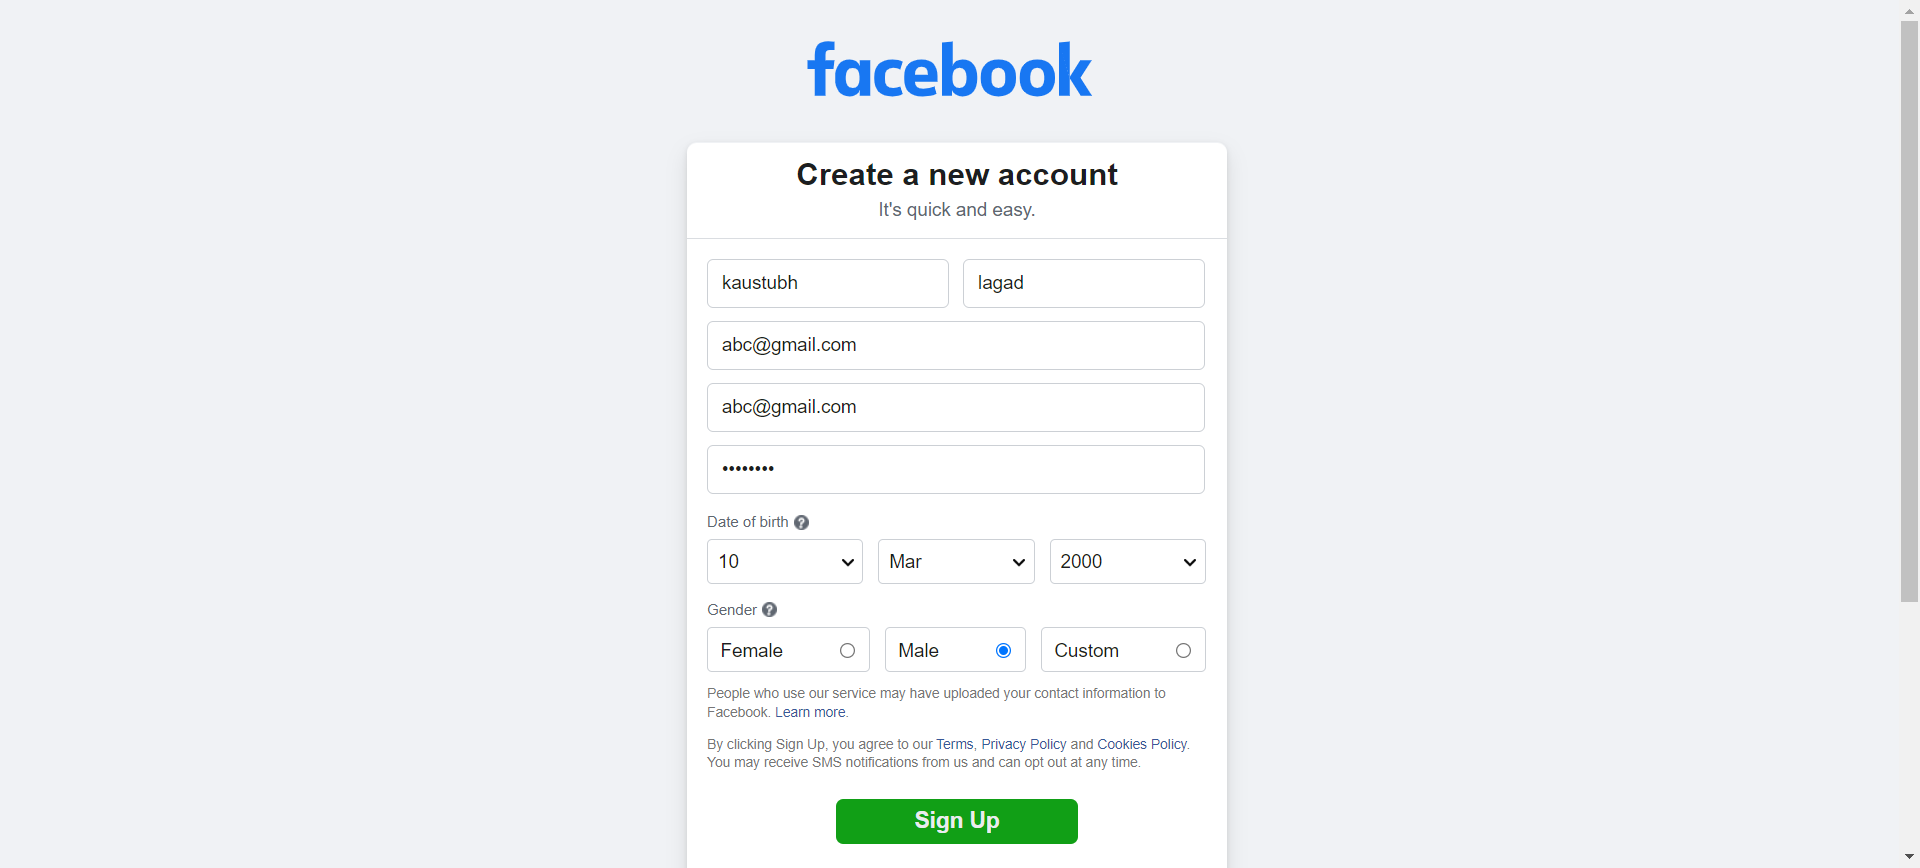 facebook
Create a new account
It's quick and easy.
kaustubh lagad
abc@gmail.com
abc@gmail.com
••••••••
Date of birth ?
10 Mar 2000
Gender ?
Female Male Custom
People who use our service may have uploaded your contact information to
Facebook. Learn more.
By clicking Sign Up, you agree to our Terms, Privacy Policy and Cookies Policy.
You may receive SMS notifications from us and can opt out at any time.
Sign Up